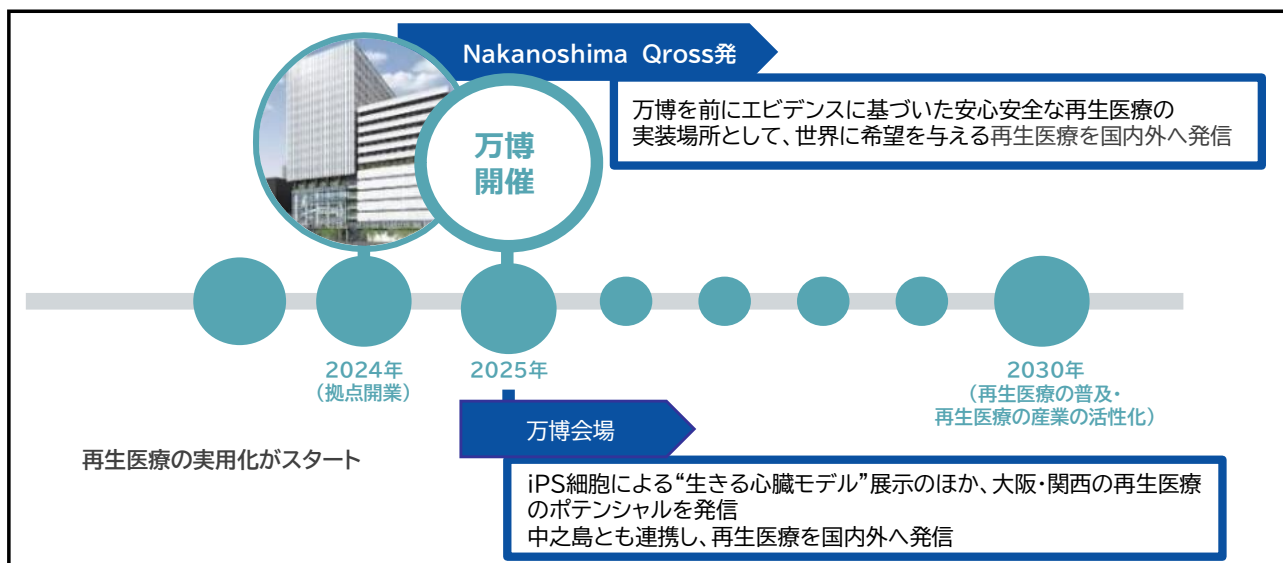 Nakanoshima Qross発
万博を前にエビデンスに基づいた安心安全な再生医療の
実装場所として、世界に希望を与える再生医療を国内外へ発信
万博
開催
2024年
(拠点開業)
2025年
2030年
(再生医療の普及・
再生医療の産業の活性化)
再生医療の実用化がスタート
万博会場
iPS細胞による“生きる心臓モデル”展示のほか、大阪・関西の再生医療
のポテンシャルを発信
中之島とも連携し、再生医療を国内外へ発信